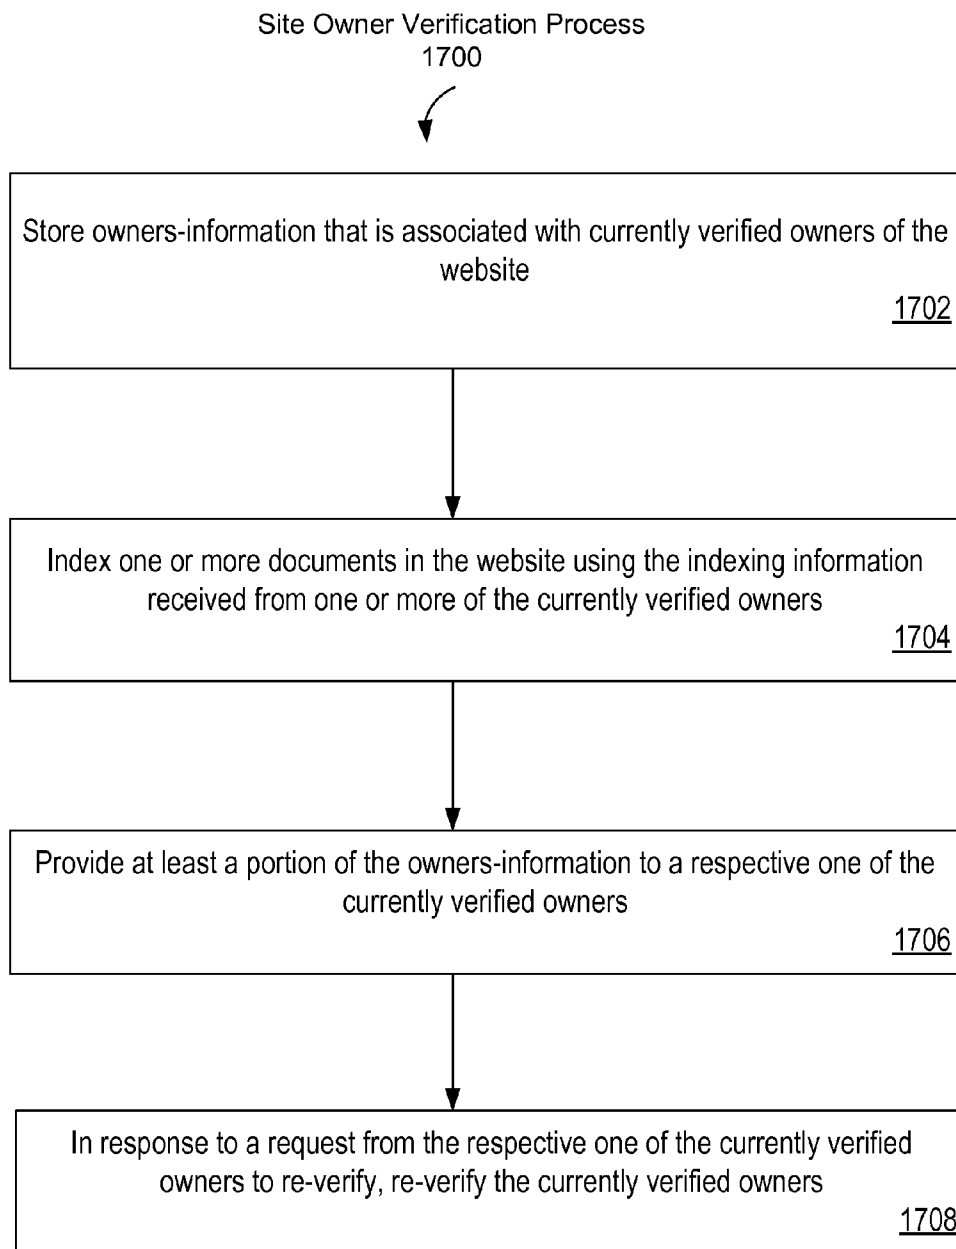 Site Owner Verification Process
1700
Store owners-information that is associated with currently verified owners of the
website
1702
Index one or more documents in the website using the indexing information
received from one or more of the currently verified owners
1704
Provide at least a portion of the owners-information to a respective one of the
currently verified owners
1706
In response to a request from the respective one of the currently verified
owners to re-verify, re-verify the currently verified owners
1708